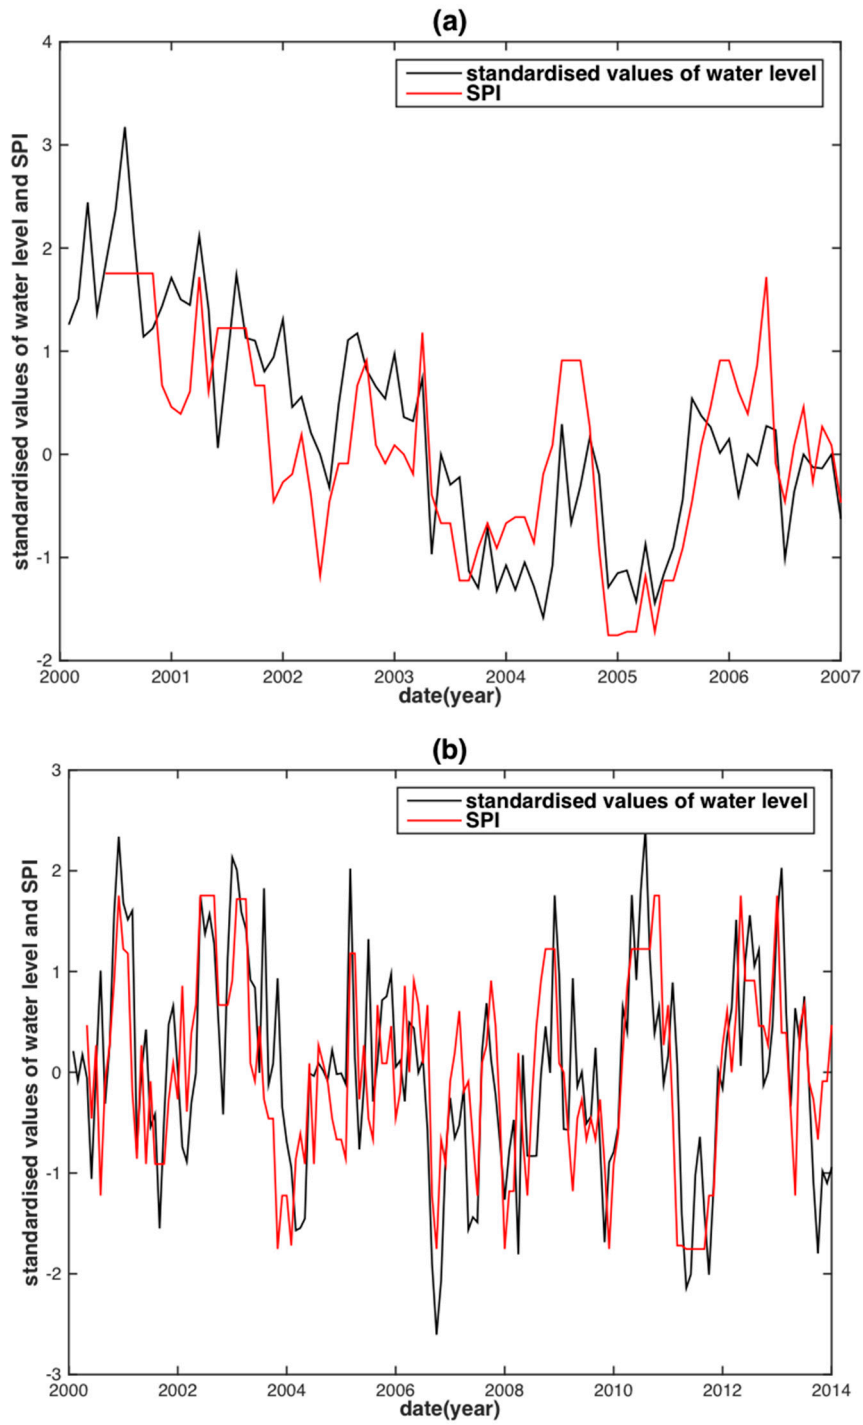 (a)
standardised values of water level and SPI
4
3
2
1
0
-1
-2
standardised values of water level
SPI
2000 2001 2002 2003 2004 2005 2006 2007
date(year)
(b)
standardised values of water level and SPI
3
2
1
0
-1
-2
-3
standardised values of water level
SPI
2000 2002 2004 2006 2008 2010 2012 2014
date(year)